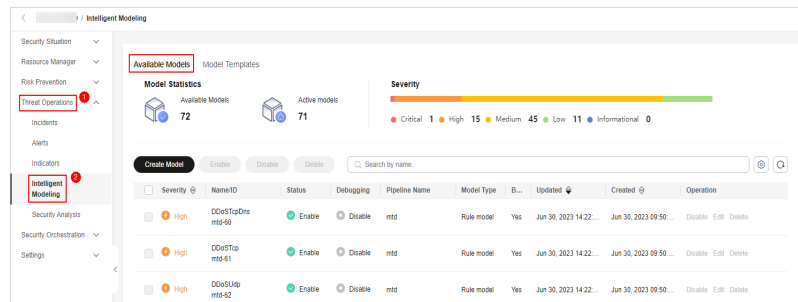 / Intelligent Modeling
Security Situation
Resource Manager
Risk Prevention
Threat Operations
1
Incidents
Alerts
Indicators
Intelligent
Modeling
2
Security Analysis
Security Orchestration
Settings
Available Models Model Templates
Model Statistics
Available Models
72
Active models
71
Severity
Critical 1 High 15 Medium 45 Low 11 Informational 0
Create Model Enable Disable Delete Search by name.
Severity Name/ID Status Debugging Pipeline Name Model Type B... Updated Created Operation
High DDoSTcpDns Enable Disable mtd Rule model Yes Jun 30, 2023 14:22:... Jun 30, 2023 09:50:... Disable Edit Delete
mtd-60
High DDoSTcp Enable Disable mtd Rule model Yes Jun 30, 2023 14:22:... Jun 30, 2023 09:50:... Disable Edit Delete
mtd-61
High DDoSUdp Enable Disable mtd Rule model Yes Jun 30, 2023 14:22:... Jun 30, 2023 09:50:... Disable Edit Delete
mtd-62